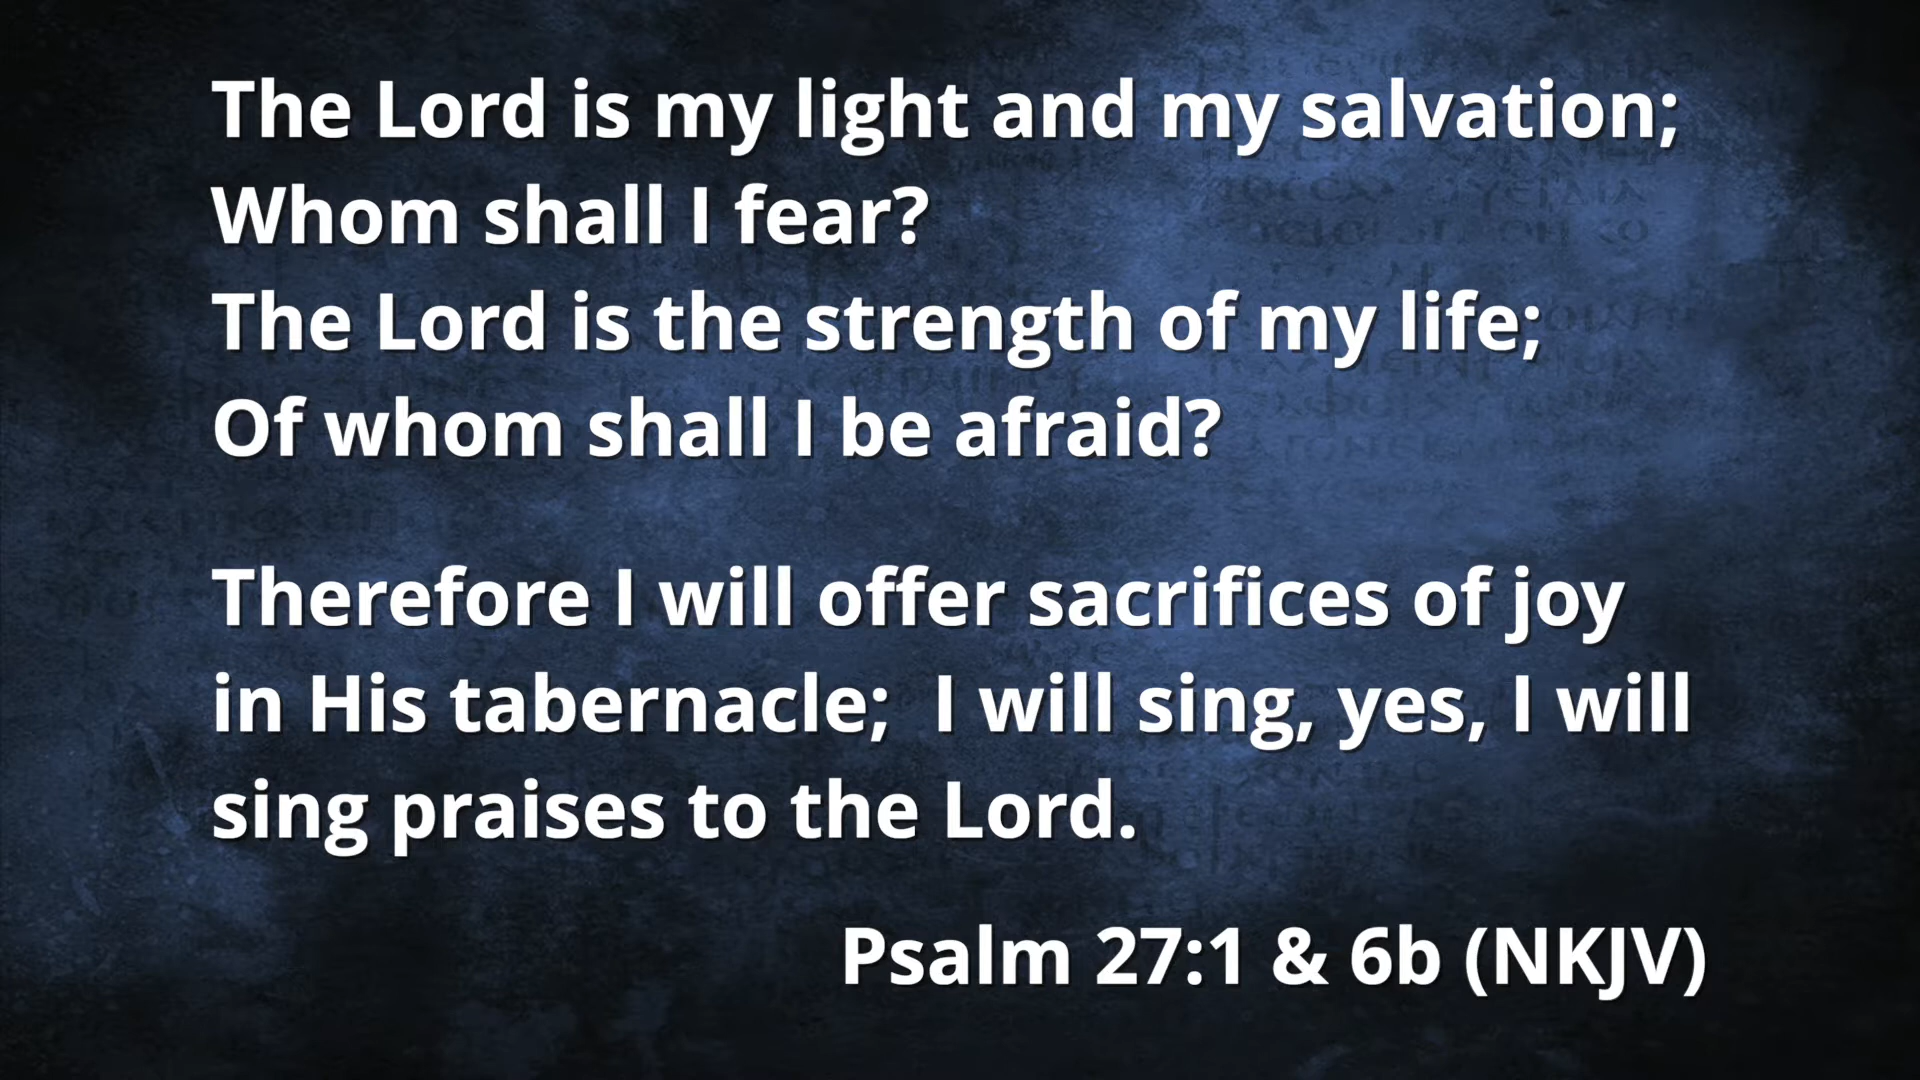 The Lord is my light and my salvation;
Whom shall I fear?
The Lord is the strength of my life;
Of whom shall I be afraid?
Therefore I will offer sacrifices of joy
in His tabernacle;  I will sing, yes, I will
sing praises to the Lord.
Psalm 27:1 & 6b (NKJV)